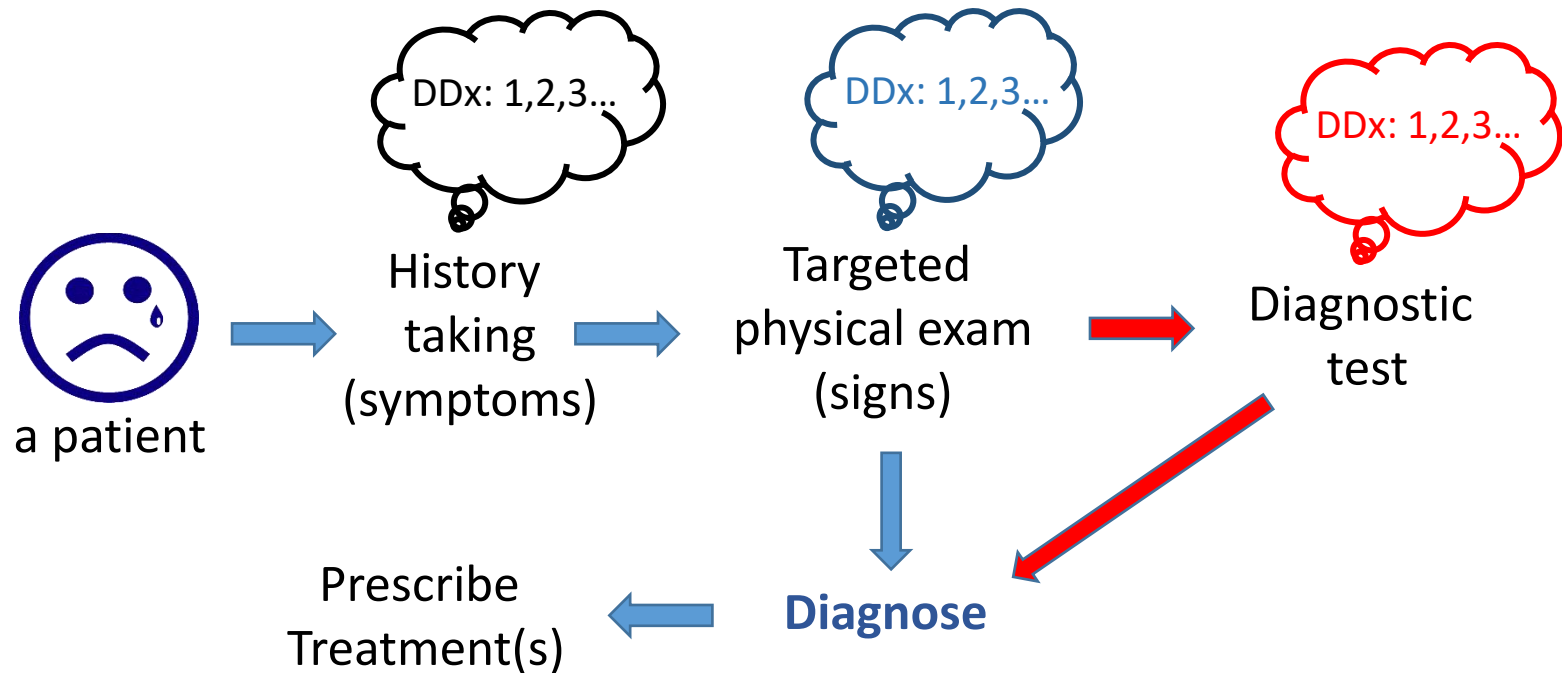 DDx: 1,2,3...
DDx: 1,2,3...
DDx: 1,2,3...
a patient
History
taking
(symptoms)
Targeted
physical exam
(signs)
Diagnostic
test
Diagnose
Prescribe
Treatment(s)